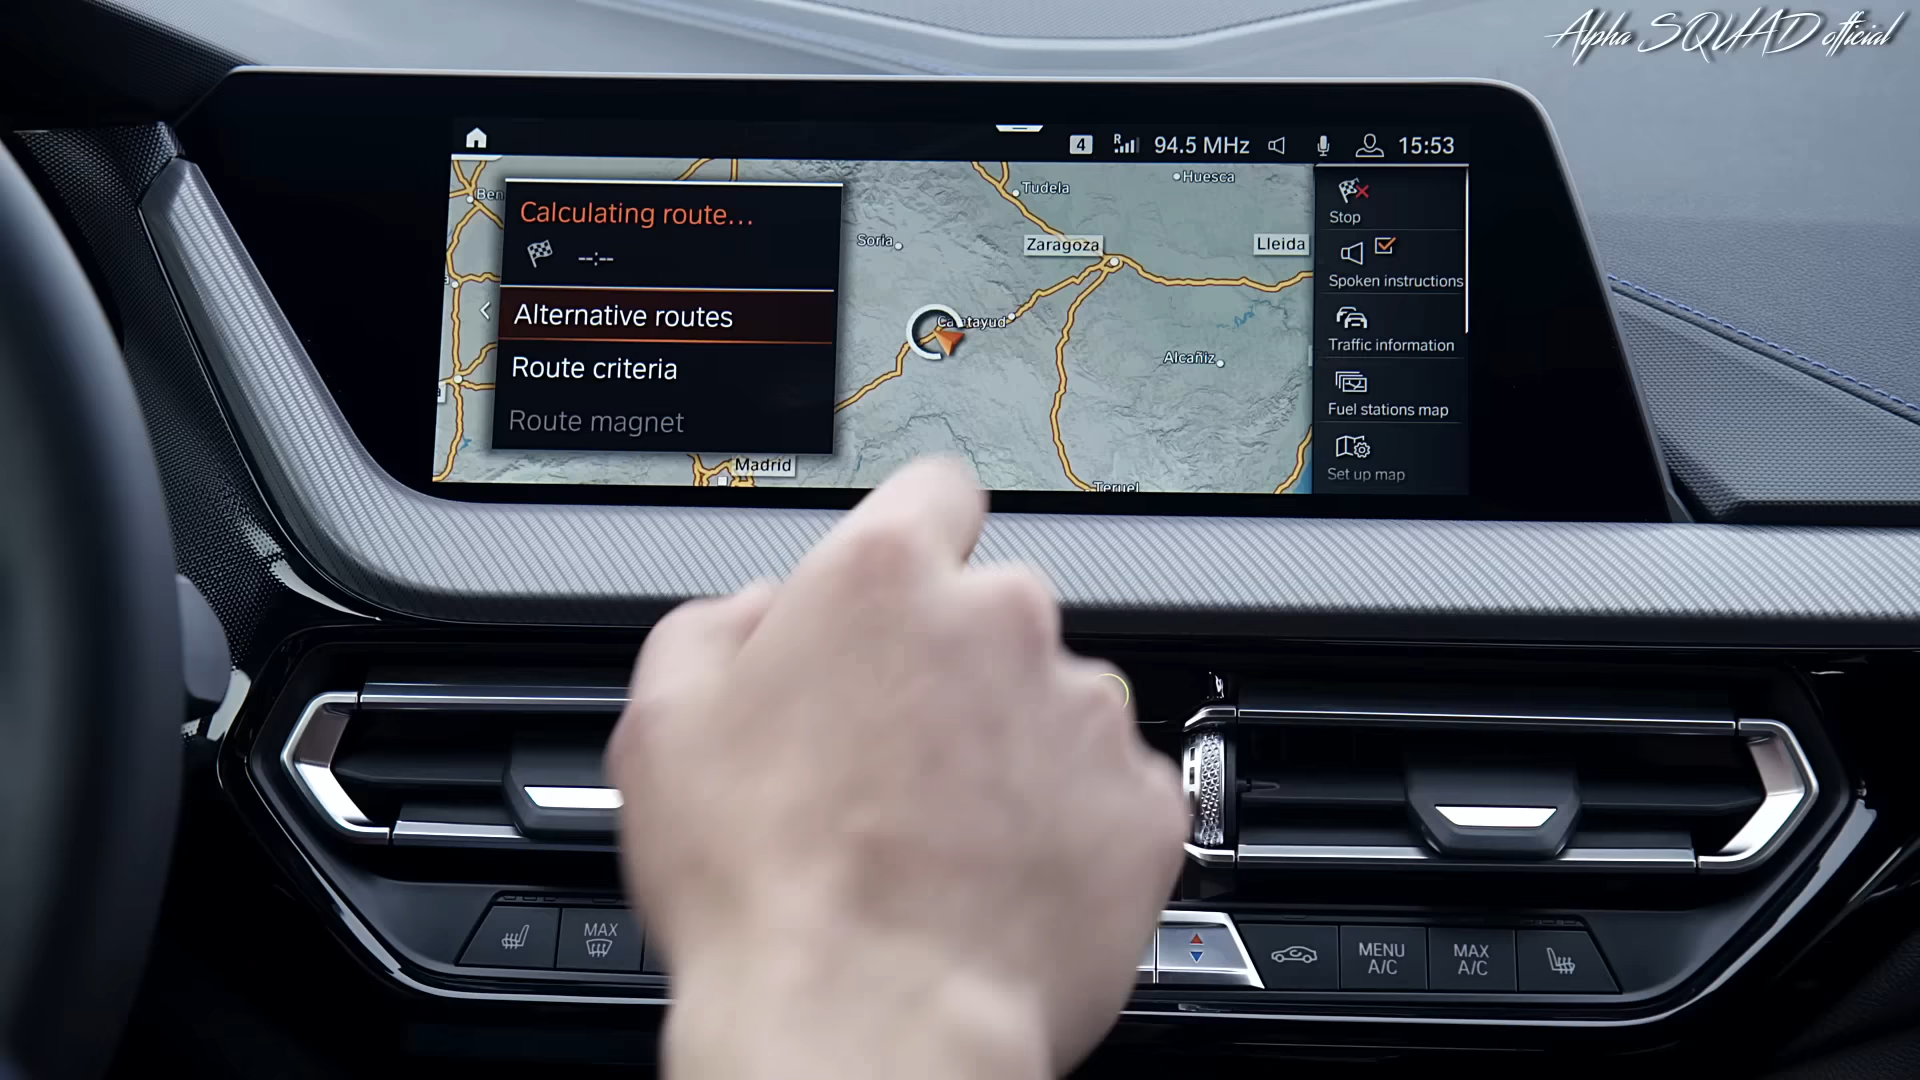 Alpha SQUAD official
4
R
94.5 MHz
15:53
Calculating route...
--:--
Alternative routes
Route criteria
Route magnet
Ben
Soria
Tudela
Huesca
Zaragoza
Lleida
Calatayud
Alcañiz
Madrid
Teruel
Stop
Spoken instructions
Traffic information
Fuel stations map
Set up map
MAX
MENU
A/C
MAX
A/C